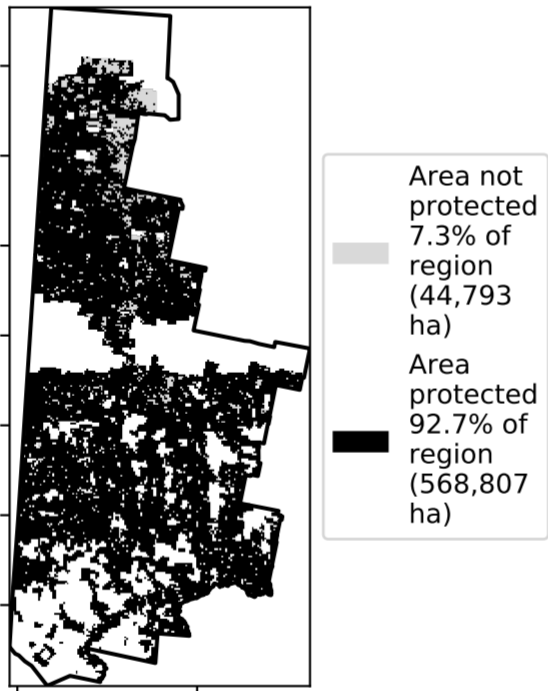 Area not
protected
7.3% of
region
(44,793
ha)
Area
protected
92.7% of
region
(568,807
ha)